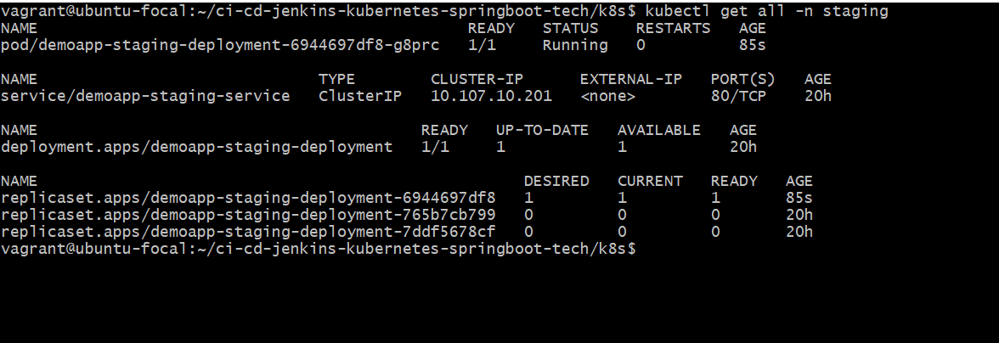 vagrant@ubuntu-focal:~/ci-cd-jenkins-kubernetes-springboot-tech/k8s$ kubectl get all -n staging
NAME READY STATUS RESTARTS AGE
pod/demoapp-staging-deployment-6944697df8-g8prc 1/1 Running 0 85s
NAME TYPE CLUSTER-IP EXTERNAL-IP PORT(S) AGE
service/demoapp-staging-service ClusterIP 10.107.10.201 <none> 80/TCP 20h
NAME READY UP-TO-DATE AVAILABLE AGE
deployment.apps/demoapp-staging-deployment 1/1 1 1 20h
NAME DESIRED CURRENT READY AGE
replicaset.apps/demoapp-staging-deployment-6944697df8 1 1 1 85s
replicaset.apps/demoapp-staging-deployment-765b7cb799 0 0 0 20h
replicaset.apps/demoapp-staging-deployment-7ddf5678cf 0 0 0 20h
vagrant@ubuntu-focal:~/ci-cd-jenkins-kubernetes-springboot-tech/k8s$